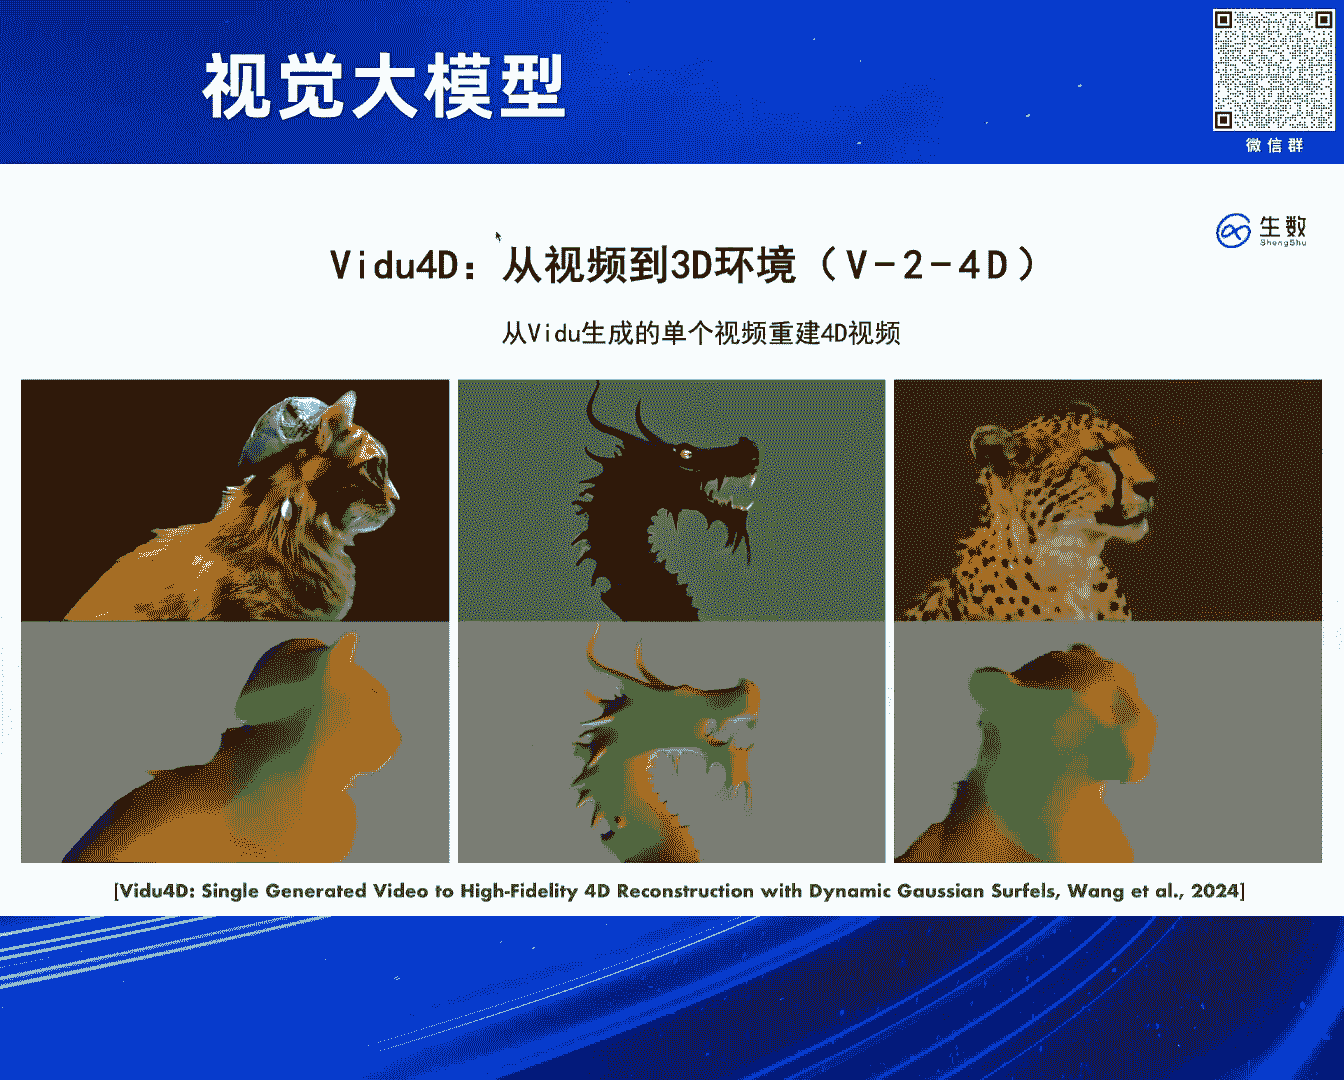 视觉大模型
微信群
生数
ShengShu
Vidu4D：从视频到3D环境（V-2-4D）
从Vidu生成的单个视频重建4D视频
[Vidu4D: Single Generated Video to High-Fidelity 4D Reconstruction with Dynamic Gaussian Surfels, Wang et al., 2024]